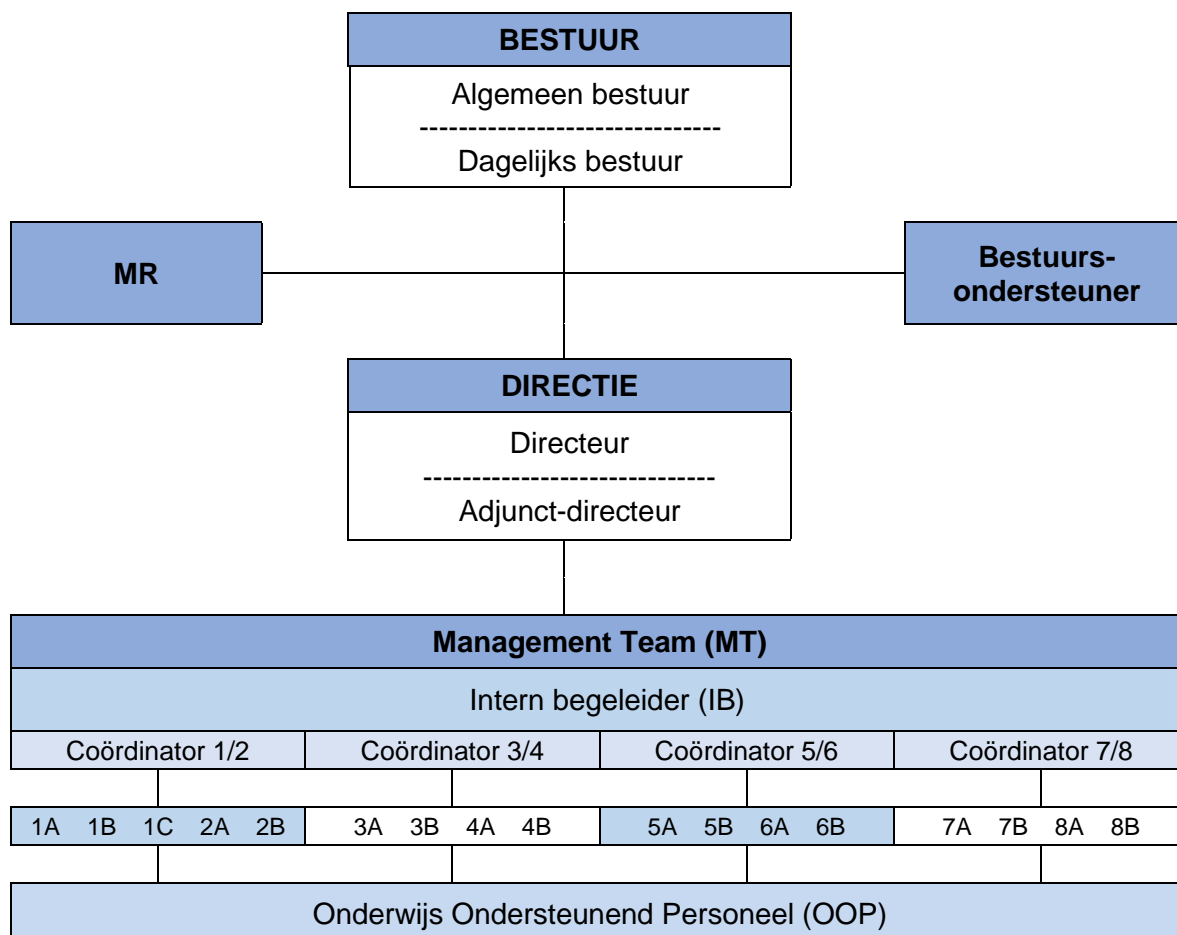 BESTUUR
Algemeen bestuur
-------------------------------
Dagelijks bestuur
MR
Bestuurs-
ondersteuner
DIRECTIE
Directeur
------------------------------
Adjunct-directeur
Management Team (MT)
Intern begeleider (IB)
Coördinator 1/2 Coördinator 3/4 Coördinator 5/6 Coördinator 7/8
1A 1B 1C 2A 2B 3A 3B 4A 4B 5A 5B 6A 6B 7A 7B 8A 8B
Onderwijs Ondersteunend Personeel (OOP)